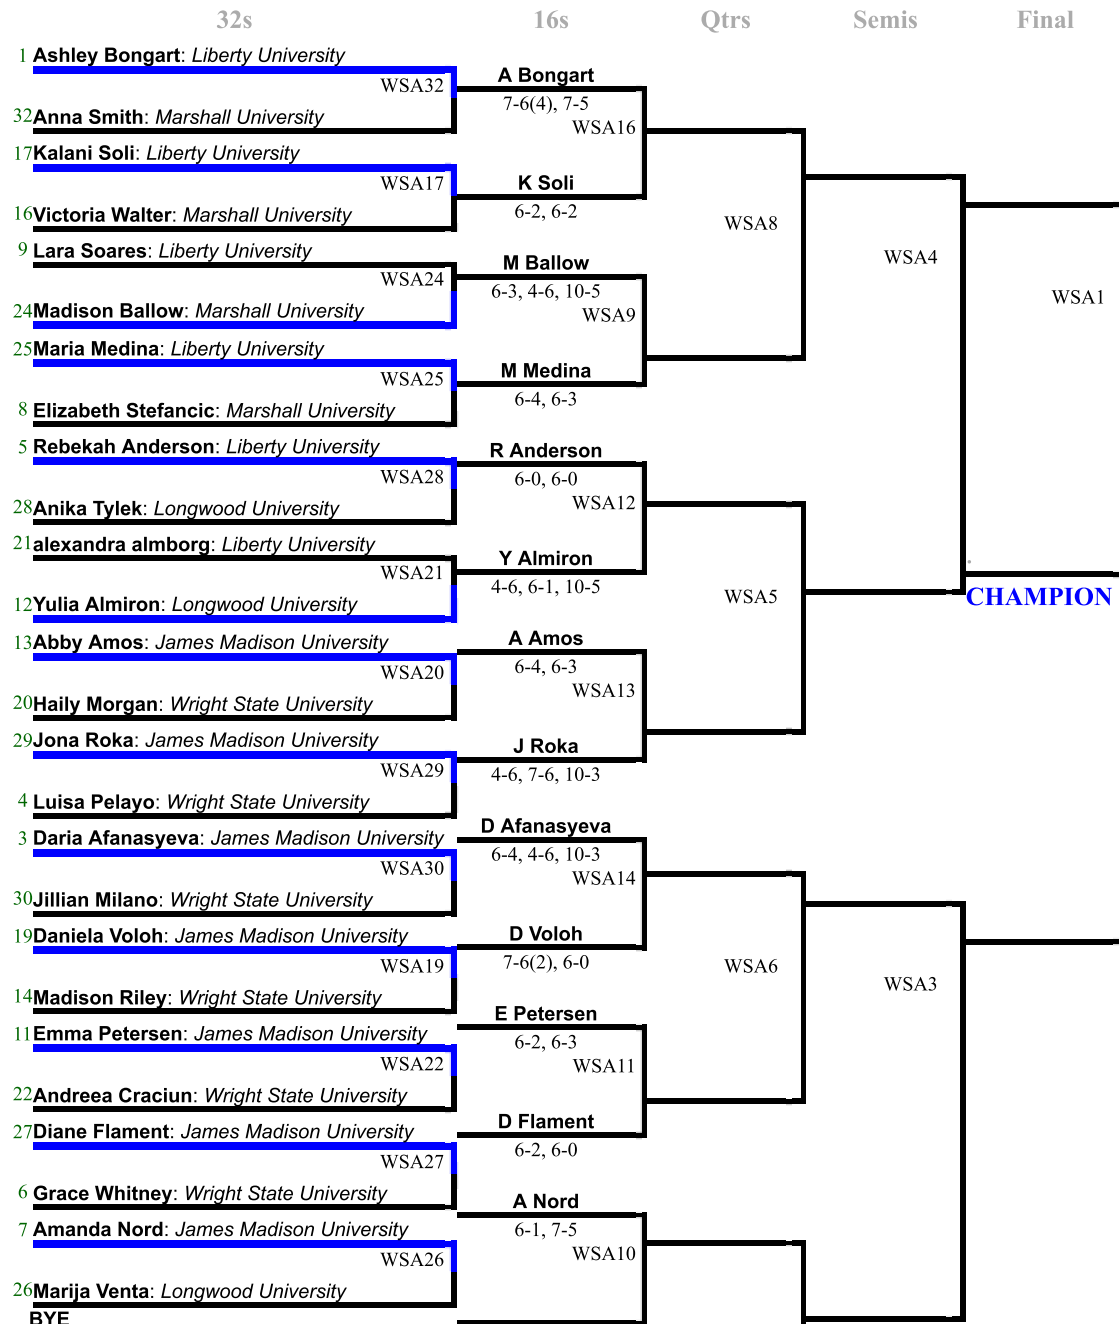 32s 16s Qtrs Semis Final
1 Ashley Bongart: Liberty University
WSA32
A Bongart
7-6(4), 7-5
32 Anna Smith: Marshall University
WSA16
17 Kalani Soli: Liberty University
WSA17
K Soli
6-2, 6-2
16 Victoria Walter: Marshall University
WSA8
9 Lara Soares: Liberty University
WSA4
WSA24
M Ballow
6-3, 4-6, 10-5
WSA1
24 Madison Ballow: Marshall University
WSA9
25 Maria Medina: Liberty University
WSA25
M Medina
6-4, 6-3
8 Elizabeth Stefancic: Marshall University
5 Rebekah Anderson: Liberty University
R Anderson
WSA28
6-0, 6-0
28 Anika Tylek: Longwood University
WSA12
21 alexandra almborg: Liberty University
WSA21
Y Almiron
4-6, 6-1, 10-5
WSA5
CHAMPION
12 Yulia Almiron: Longwood University
13 Abby Amos: James Madison University
A Amos
WSA20
6-4, 6-3
WSA13
20 Haily Morgan: Wright State University
29 Jona Roka: James Madison University
J Roka
WSA29
4-6, 7-6, 10-3
4 Luisa Pelayo: Wright State University
D Afanasyeva
3 Daria Afanasyeva: James Madison University
6-4, 4-6, 10-3
WSA30
WSA14
30 Jillian Milano: Wright State University
19 Daniela Voloh: James Madison University
D Voloh
WSA19
7-6(2), 6-0
WSA6
WSA3
14 Madison Riley: Wright State University
E Petersen
11 Emma Petersen: James Madison University
6-2, 6-3
WSA22
WSA11
22 Andreea Craciun: Wright State University
D Flament
27 Diane Flament: James Madison University
6-2, 6-0
WSA27
6 Grace Whitney: Wright State University
A Nord
7 Amanda Nord: James Madison University
6-1, 7-5
WSA26
WSA10
26 Marija Venta: Longwood University
BYE